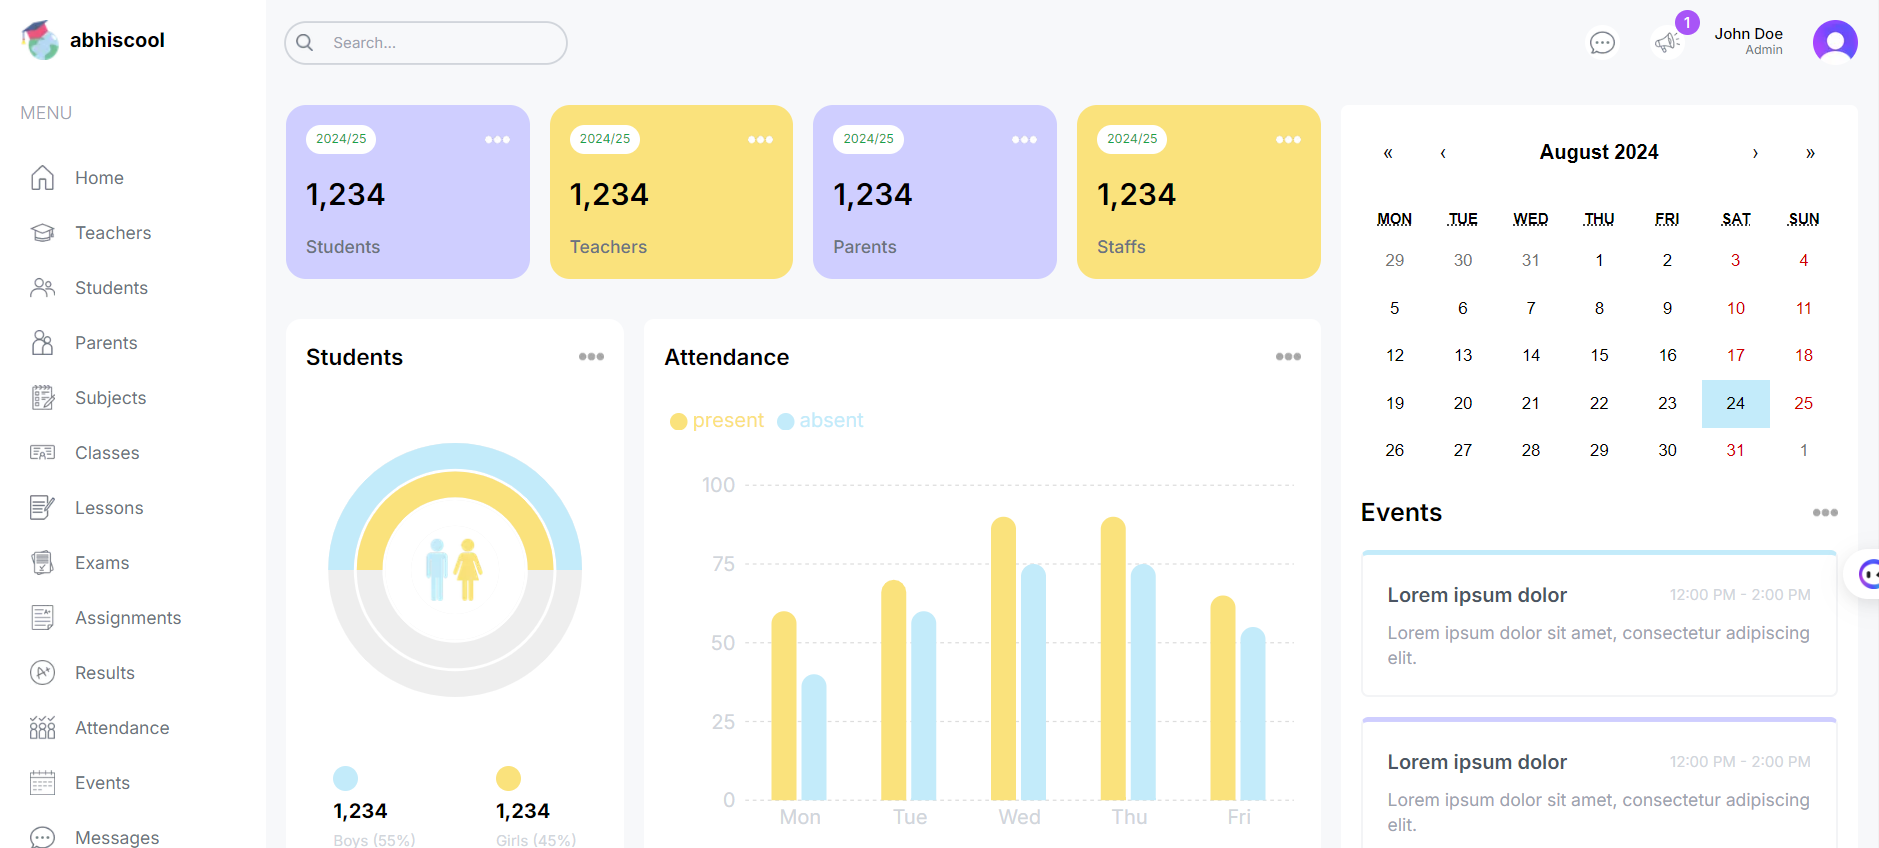 abhiscool
MENU
Home
Teachers
Students
Parents
Subjects
Classes
Lessons
Exams
Assignments
Results
Attendance
Events
Messages
Search...
1
John Doe
Admin
2024/25
1,234
Students
2024/25
1,234
Teachers
2024/25
1,234
Parents
2024/25
1,234
Staffs
Students
1,234
Boys (55%)
1,234
Girls (45%)
Attendance
present absent
100
75
50
25
0
Mon Tue Wed Thu Fri
« ‹ August 2024 › »
MON TUE WED THU FRI SAT SUN
29 30 31 1 2 3 4
5 6 7 8 9 10 11
12 13 14 15 16 17 18
19 20 21 22 23 24 25
26 27 28 29 30 31 1
Events
Lorem ipsum dolor 12:00 PM - 2:00 PM
Lorem ipsum dolor sit amet, consectetur adipiscing
elit.
Lorem ipsum dolor 12:00 PM - 2:00 PM
Lorem ipsum dolor sit amet, consectetur adipiscing
elit.